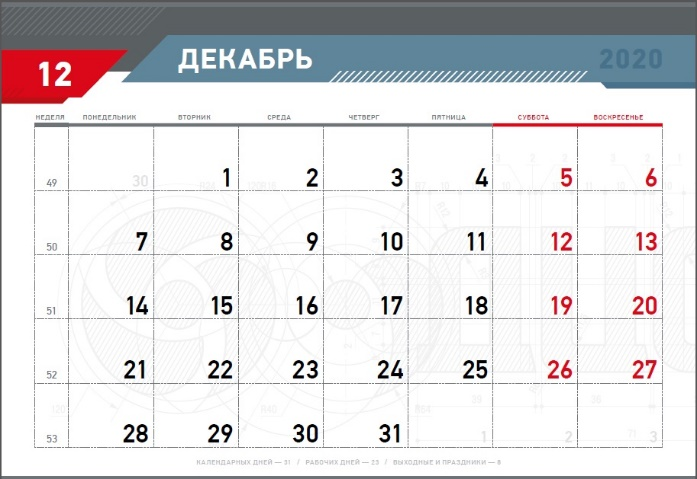 12
ДЕКАБРЬ
2020
НЕДЕЛЯ ПОНЕДЕЛЬНИК ВТОРНИК СРЕДА ЧЕТВЕРГ ПЯТНИЦА СУББОТА ВОСКРЕСЕНЬЕ
49 30 1 2 3 4 5 6
50 7 8 9 10 11 12 13
51 14 15 16 17 18 19 20
52 21 22 23 24 25 26 27
53 28 29 30 31 1 2 3
КАЛЕНДАРНЫХ ДНЕЙ — 31 / РАБОЧИХ ДНЕЙ — 23 / ВЫХОДНЫЕ И ПРАЗДНИКИ — 8